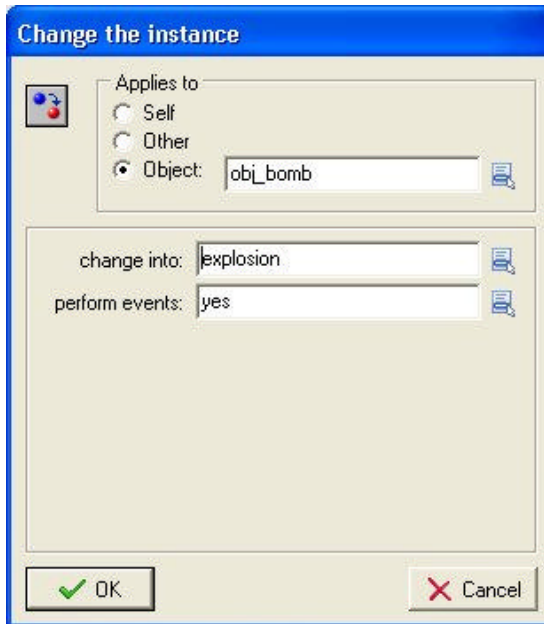 Change the instance
Applies to
Self
Other
Object: obj_bomb
change into: explosion
perform events: yes
OK Cancel